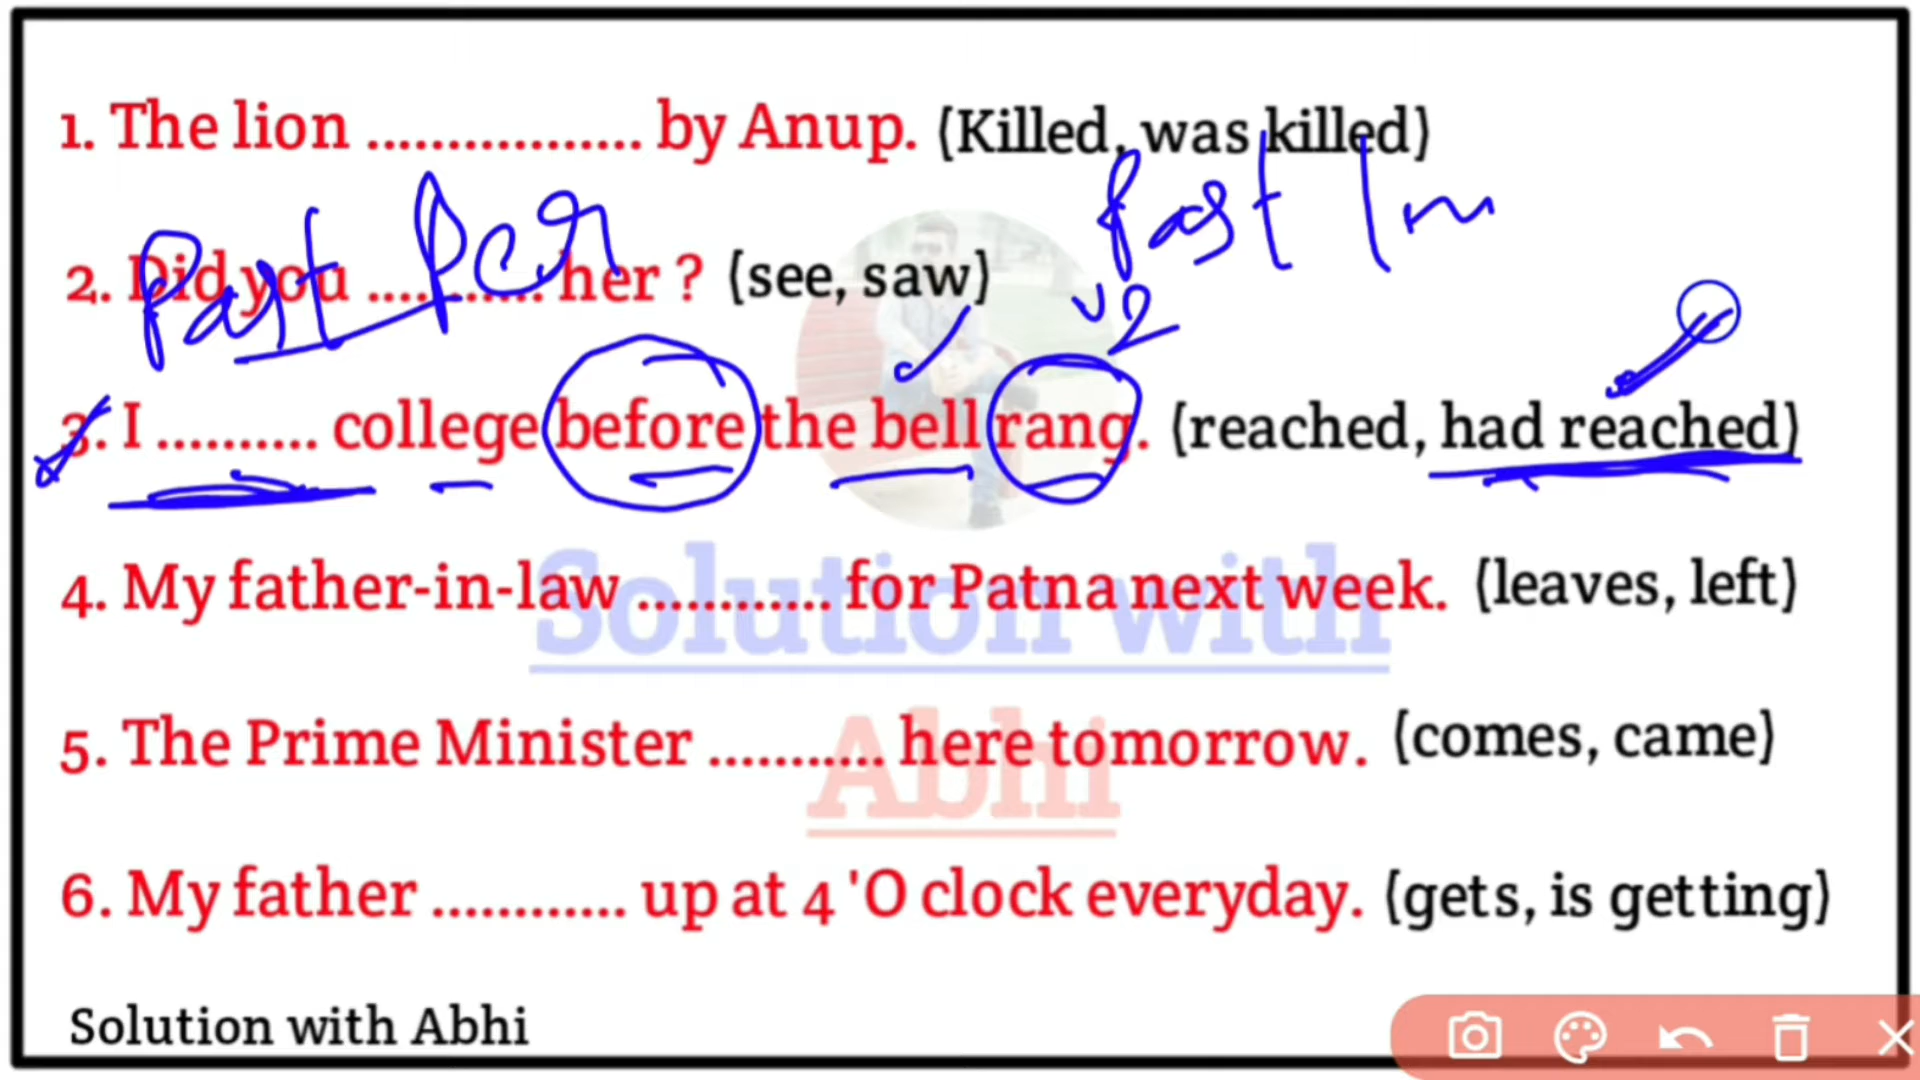 1. The lion ................. by Anup. (Killed, was killed)
Past Per
Past In
2. Did you ........... her ? (see, saw)
v2
3. I .......... college before the bell rang. (reached, had reached)
4. My father-in-law ............ for Patna next week. (leaves, left)
Solution with
5. The Prime Minister ........... here tomorrow. (comes, came)
Abhi
6. My father ............ up at 4 'O clock everyday. (gets, is getting)
Solution with Abhi